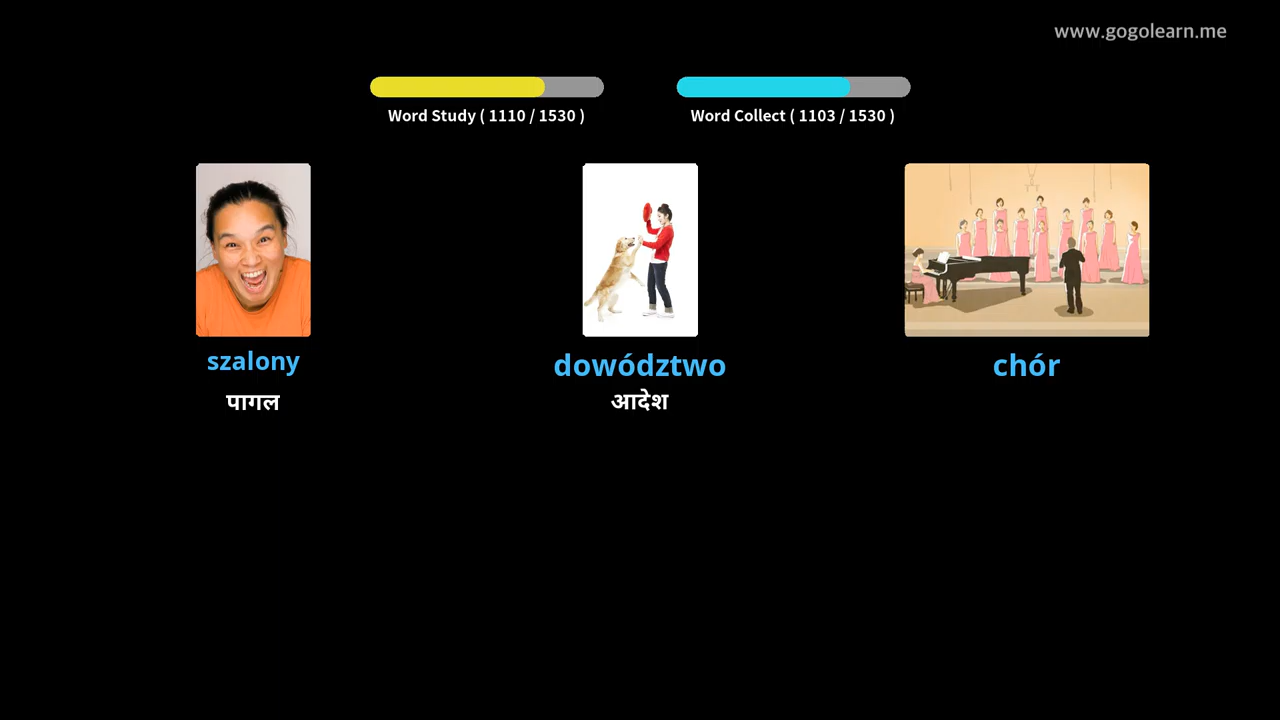 www.gogolearn.me
Word Study ( 1110 / 1530 )
Word Collect ( 1103 / 1530 )
szalony
dowództwo
chór
पागल
आदेश